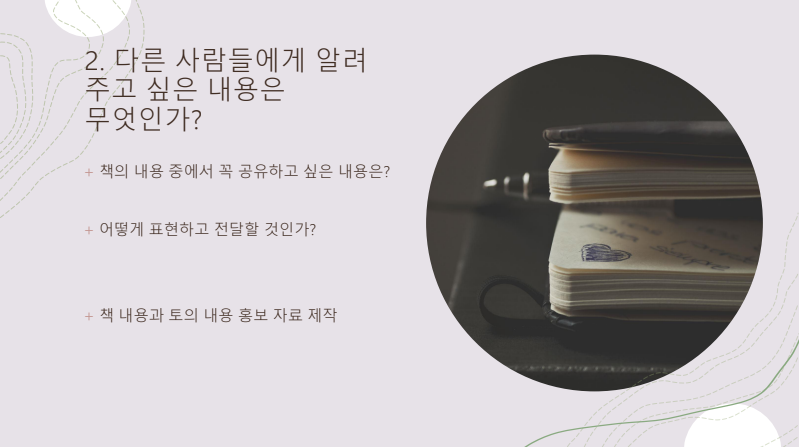 2. 다른 사람들에게 알려
주고 싶은 내용은
무엇인가?
+ 책의 내용 중에서 꼭 공유하고 싶은 내용은?
+ 어떻게 표현하고 전달할 것인가?
+ 책 내용과 토의 내용 홍보 자료 제작